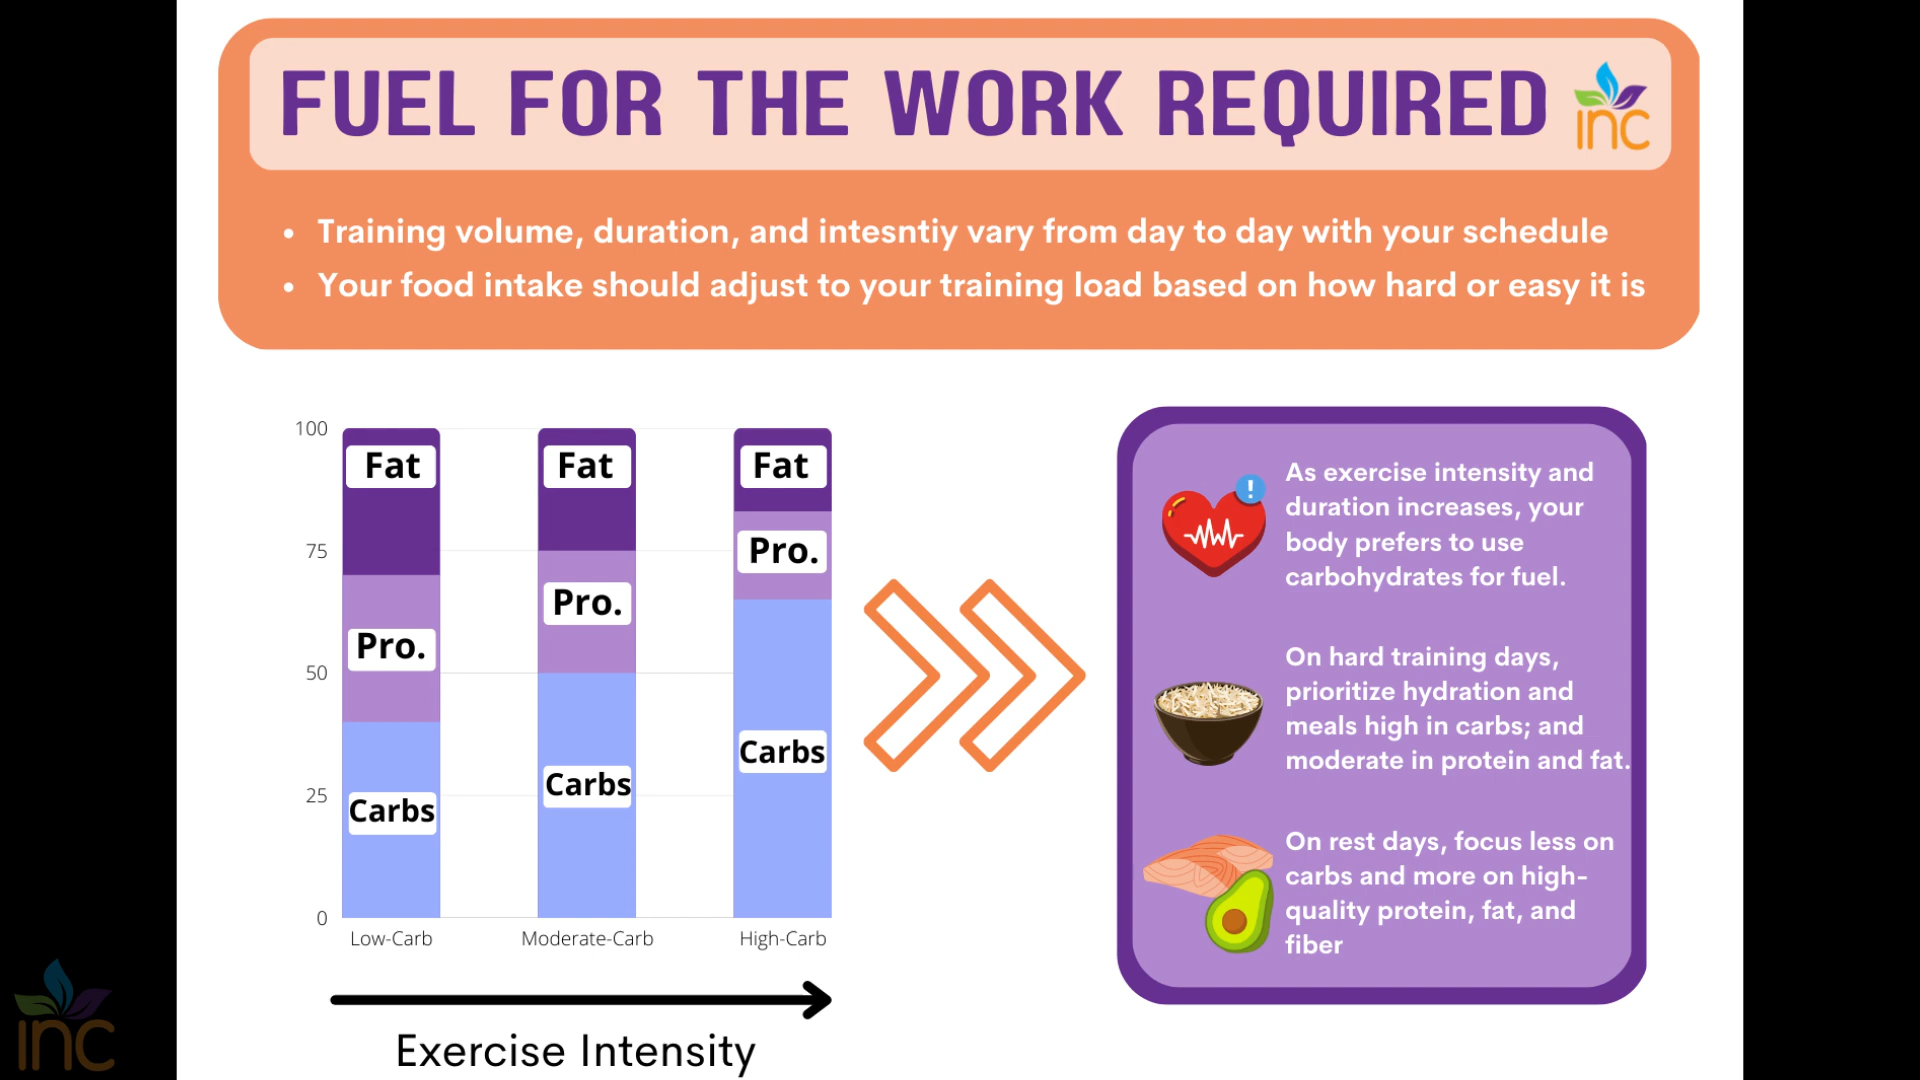 FUEL FOR THE WORK REQUIRED
inc
• Training volume, duration, and intesntiy vary from day to day with your schedule
• Your food intake should adjust to your training load based on how hard or easy it is
100
75
50
25
0
Fat
Pro.
Carbs
Fat
Pro.
Carbs
Fat
Pro.
Carbs
Low-Carb
Moderate-Carb
High-Carb
Exercise Intensity
!
As exercise intensity and
duration increases, your
body prefers to use
carbohydrates for fuel.
On hard training days,
prioritize hydration and
meals high in carbs; and
moderate in protein and fat.
On rest days, focus less on
carbs and more on high-
quality protein, fat, and
fiber
inc